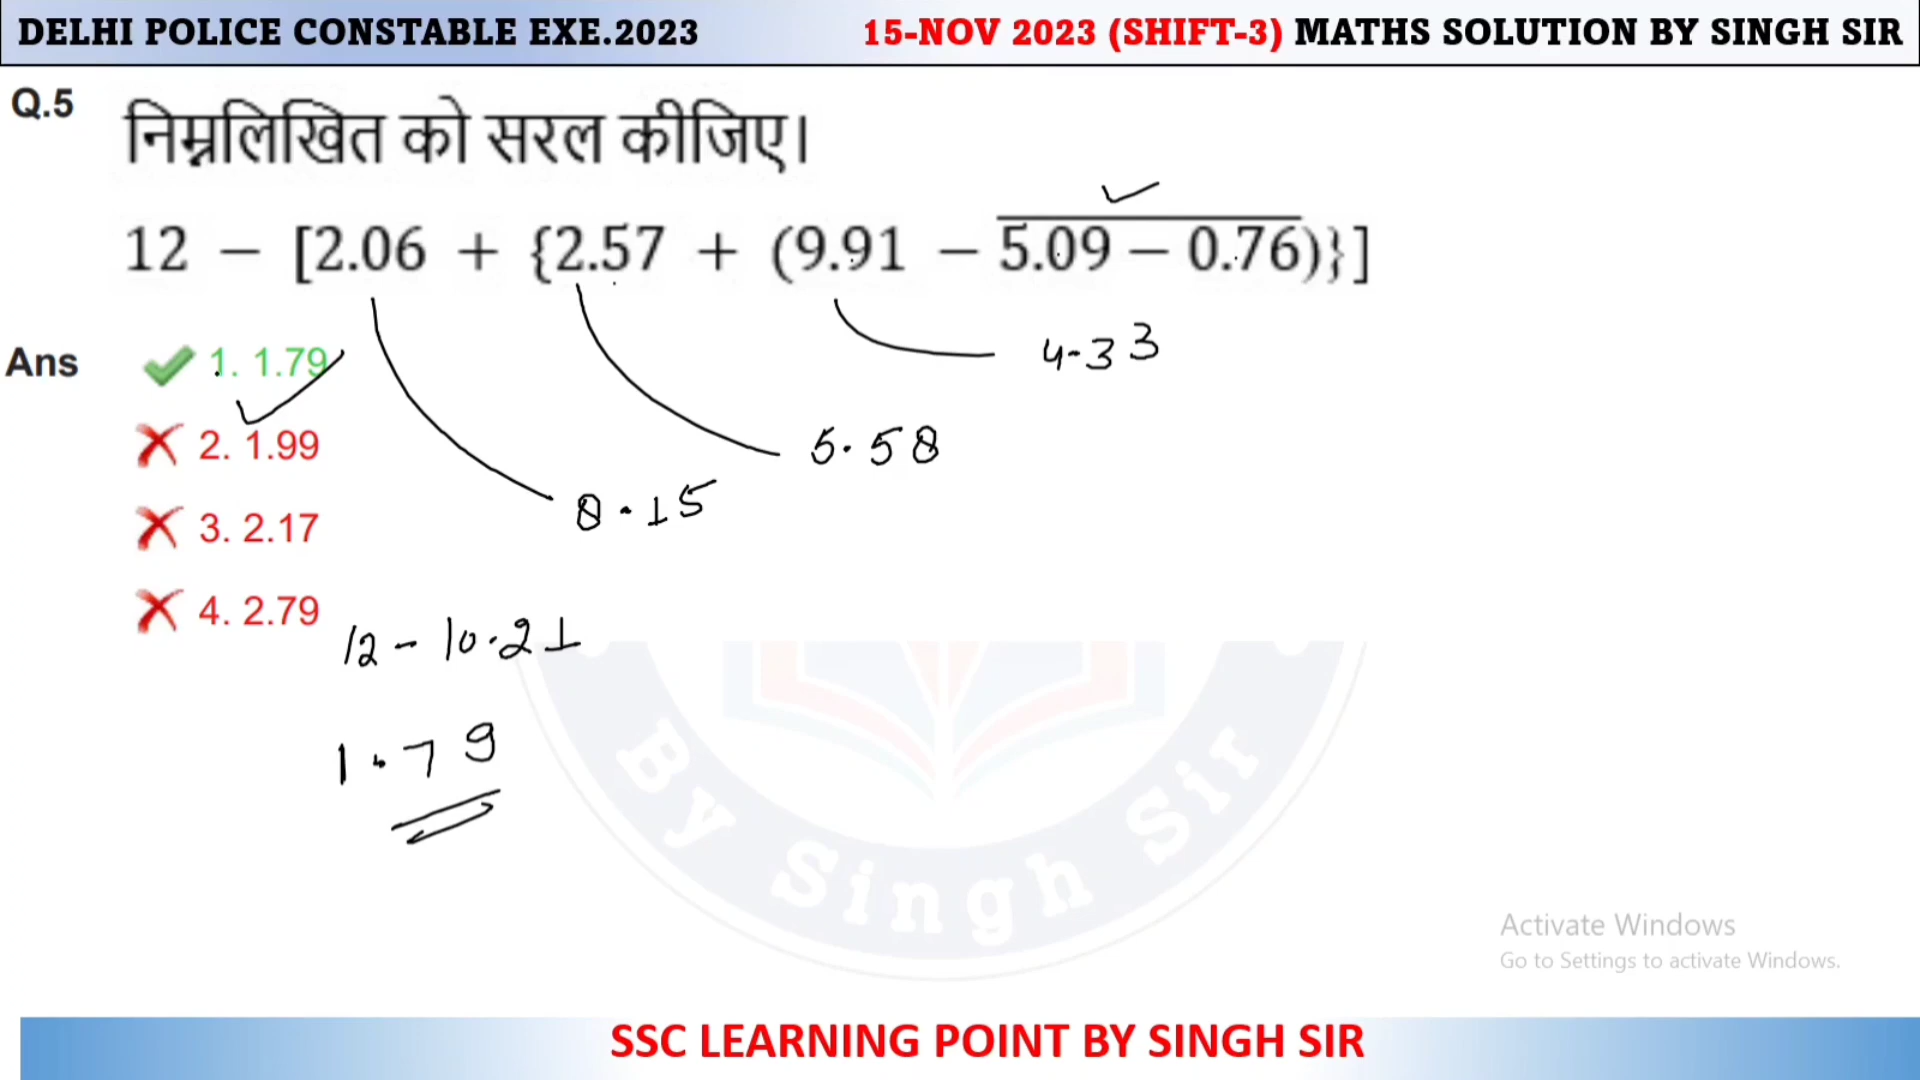 DELHI POLICE CONSTABLE EXE.2023 15-NOV 2023 (SHIFT-3) MATHS SOLUTION BY SINGH SIR
Q.5 निम्नलिखित को सरल कीजिए।
12 − [2.06 + {2.57 + (9.91 − 5.09 − 0.76)}]
Ans 1. 1.79
4.33
2. 1.99
5.58
8.15
3. 2.17
4. 2.79
12 - 10.21
1.79
By Singh Sir
Activate Windows
Go to Settings to activate Windows.
SSC LEARNING POINT BY SINGH SIR